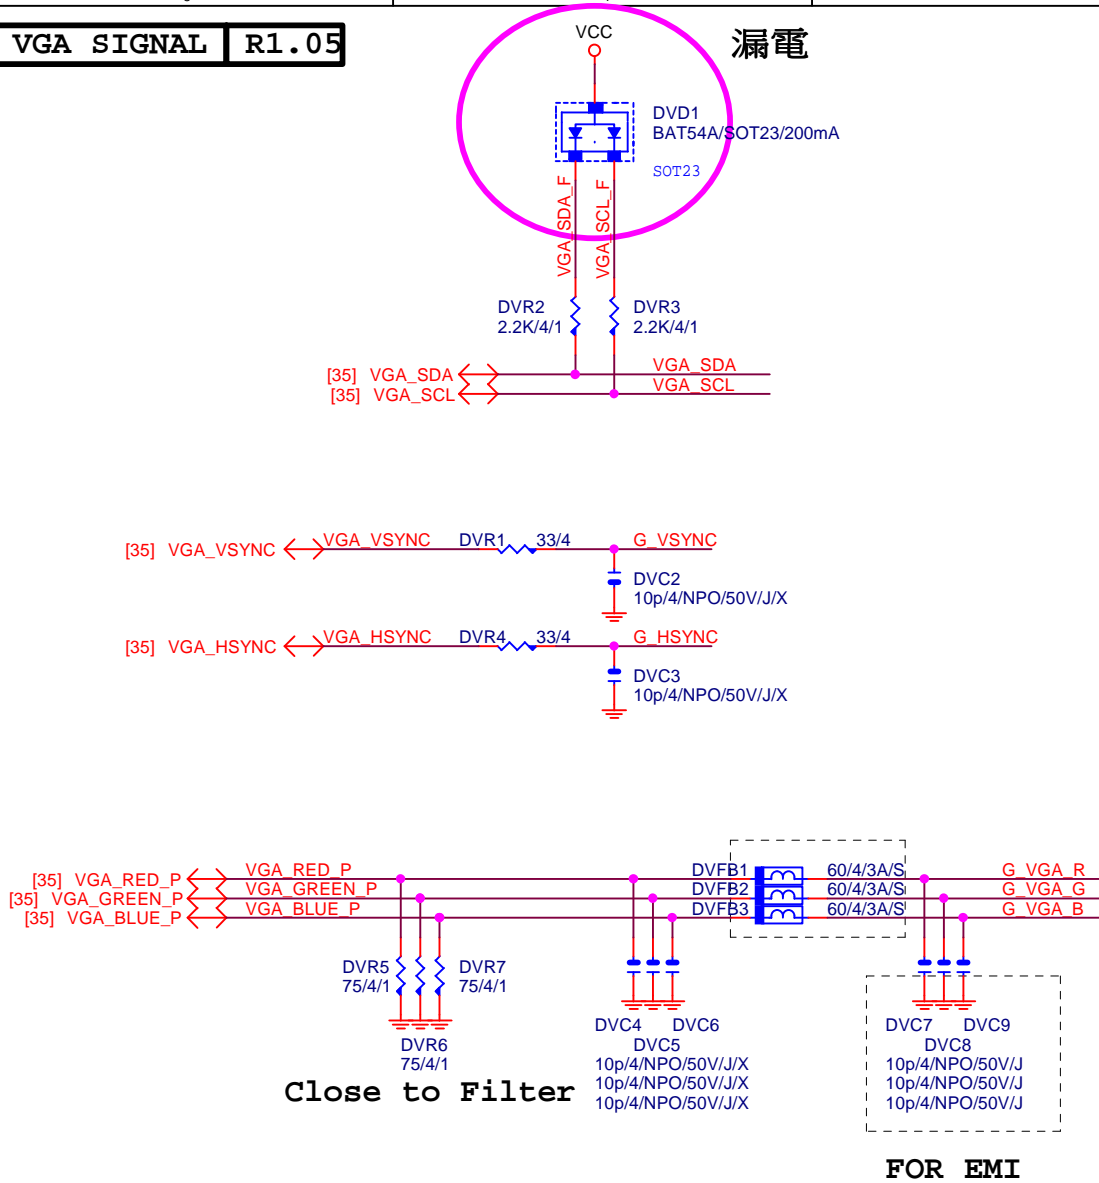 VGA SIGNAL R1.05
漏電
VCC
DVD1
BAT54A/SOT23/200mA
SOT23
VGA_SDA_F
VGA_SCL_F
DVR2
2.2K/4/1
DVR3
2.2K/4/1
[35] VGA_SDA
VGA_SDA
[35] VGA_SCL
VGA_SCL
[35] VGA_VSYNC
VGA_VSYNC
DVR1
33/4
G_VSYNC
DVC2
10p/4/NPO/50V/J/X
[35] VGA_HSYNC
VGA_HSYNC
DVR4
33/4
G_HSYNC
DVC3
10p/4/NPO/50V/J/X
[35] VGA_RED_P
VGA_RED_P
DVFB1
60/4/3A/S
G_VGA_R
[35] VGA_GREEN_P
VGA_GREEN_P
DVFB2
60/4/3A/S
G_VGA_G
[35] VGA_BLUE_P
VGA_BLUE_P
DVFB3
60/4/3A/S
G_VGA_B
DVR5
75/4/1
DVR7
75/4/1
DVR6
75/4/1
DVC4
DVC6
DVC5
10p/4/NPO/50V/J/X
10p/4/NPO/50V/J/X
10p/4/NPO/50V/J/X
DVC7
DVC9
DVC8
10p/4/NPO/50V/J
10p/4/NPO/50V/J
10p/4/NPO/50V/J
Close to Filter
FOR EMI